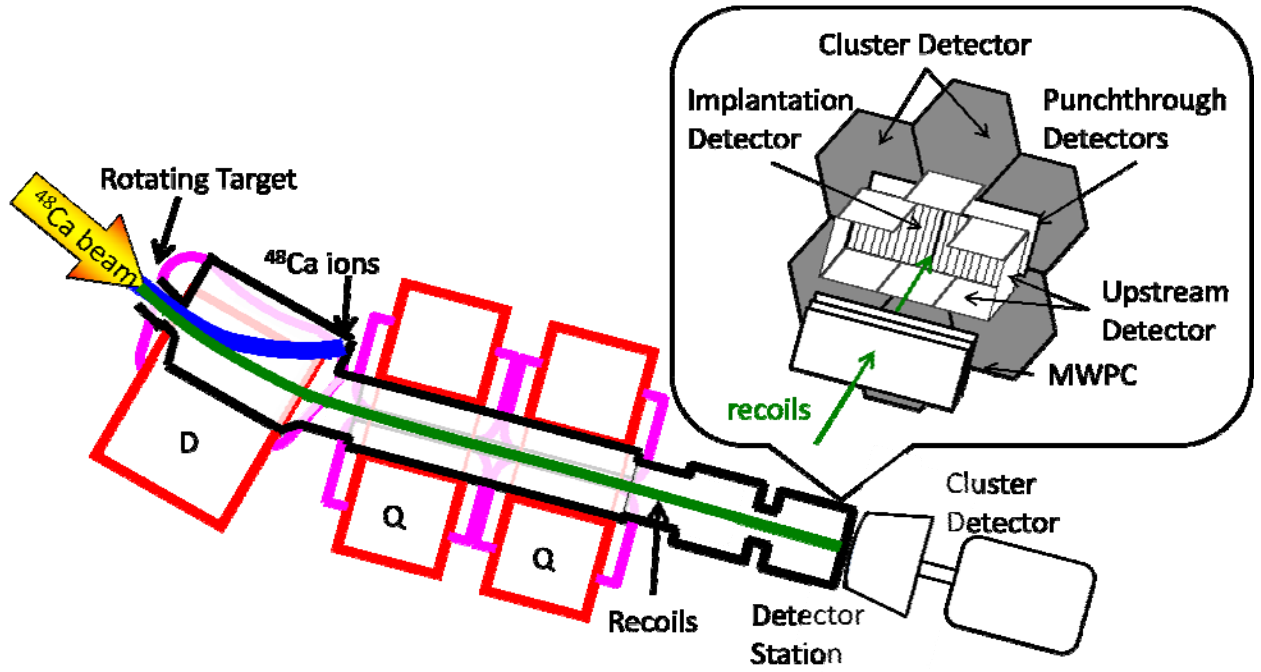 Cluster Detector
Implantation
Detector
Punchthrough
Detectors
Rotating Target
⁴⁸Ca beam
⁴⁸Ca ions
Upstream
Detector
MWPC
recoils
D
Q
Q
Cluster
Detector
Recoils
Detector
Station